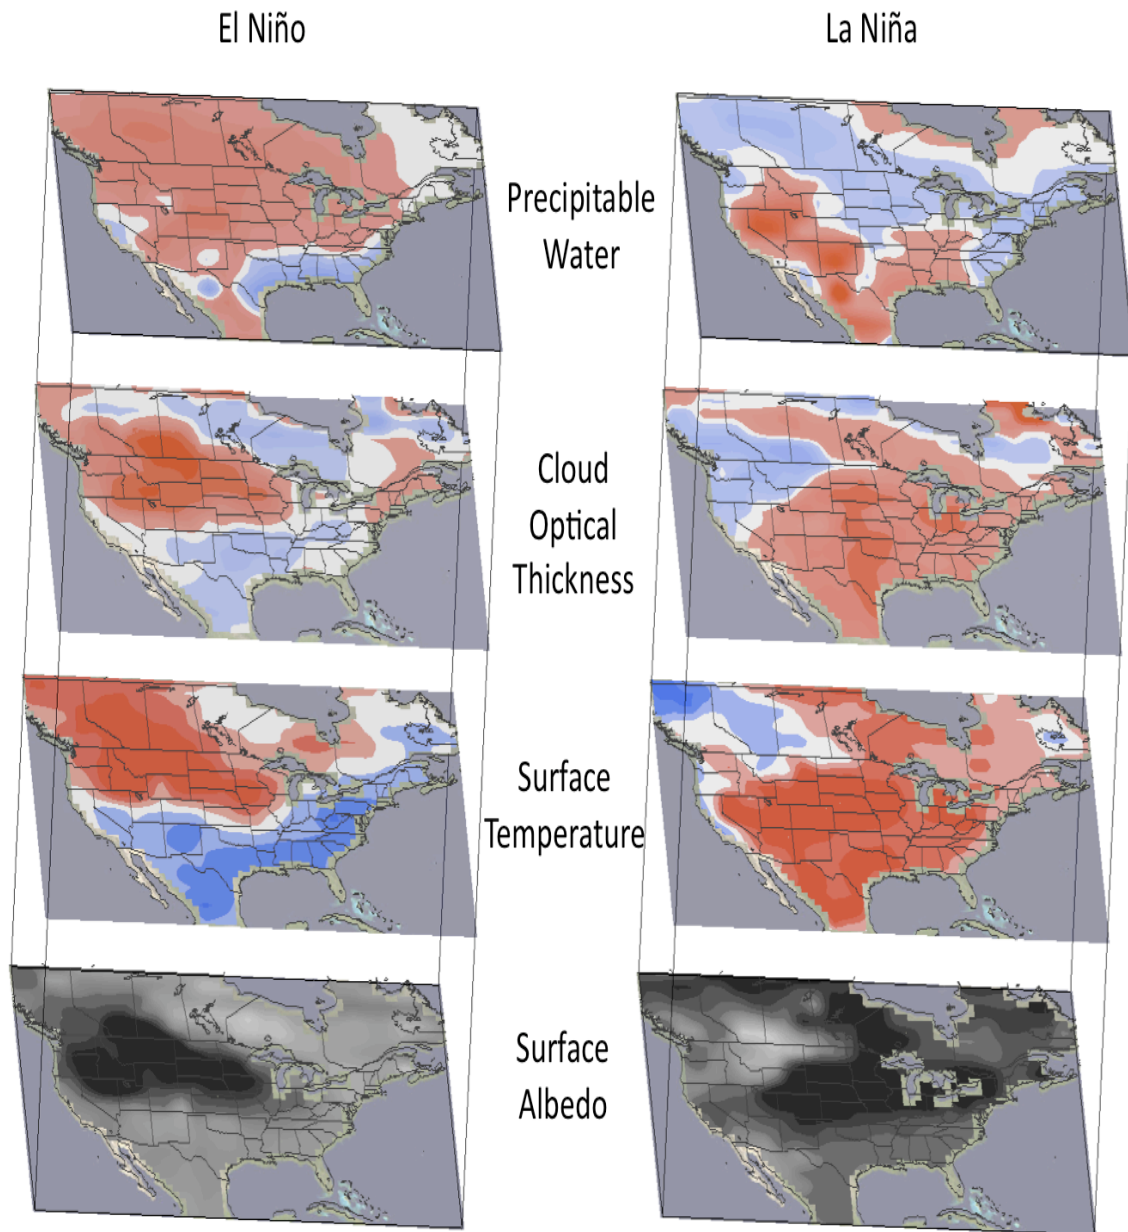 El Niño
La Niña
Precipitable
Water
Cloud
Optical
Thickness
Surface
Temperature
Surface
Albedo